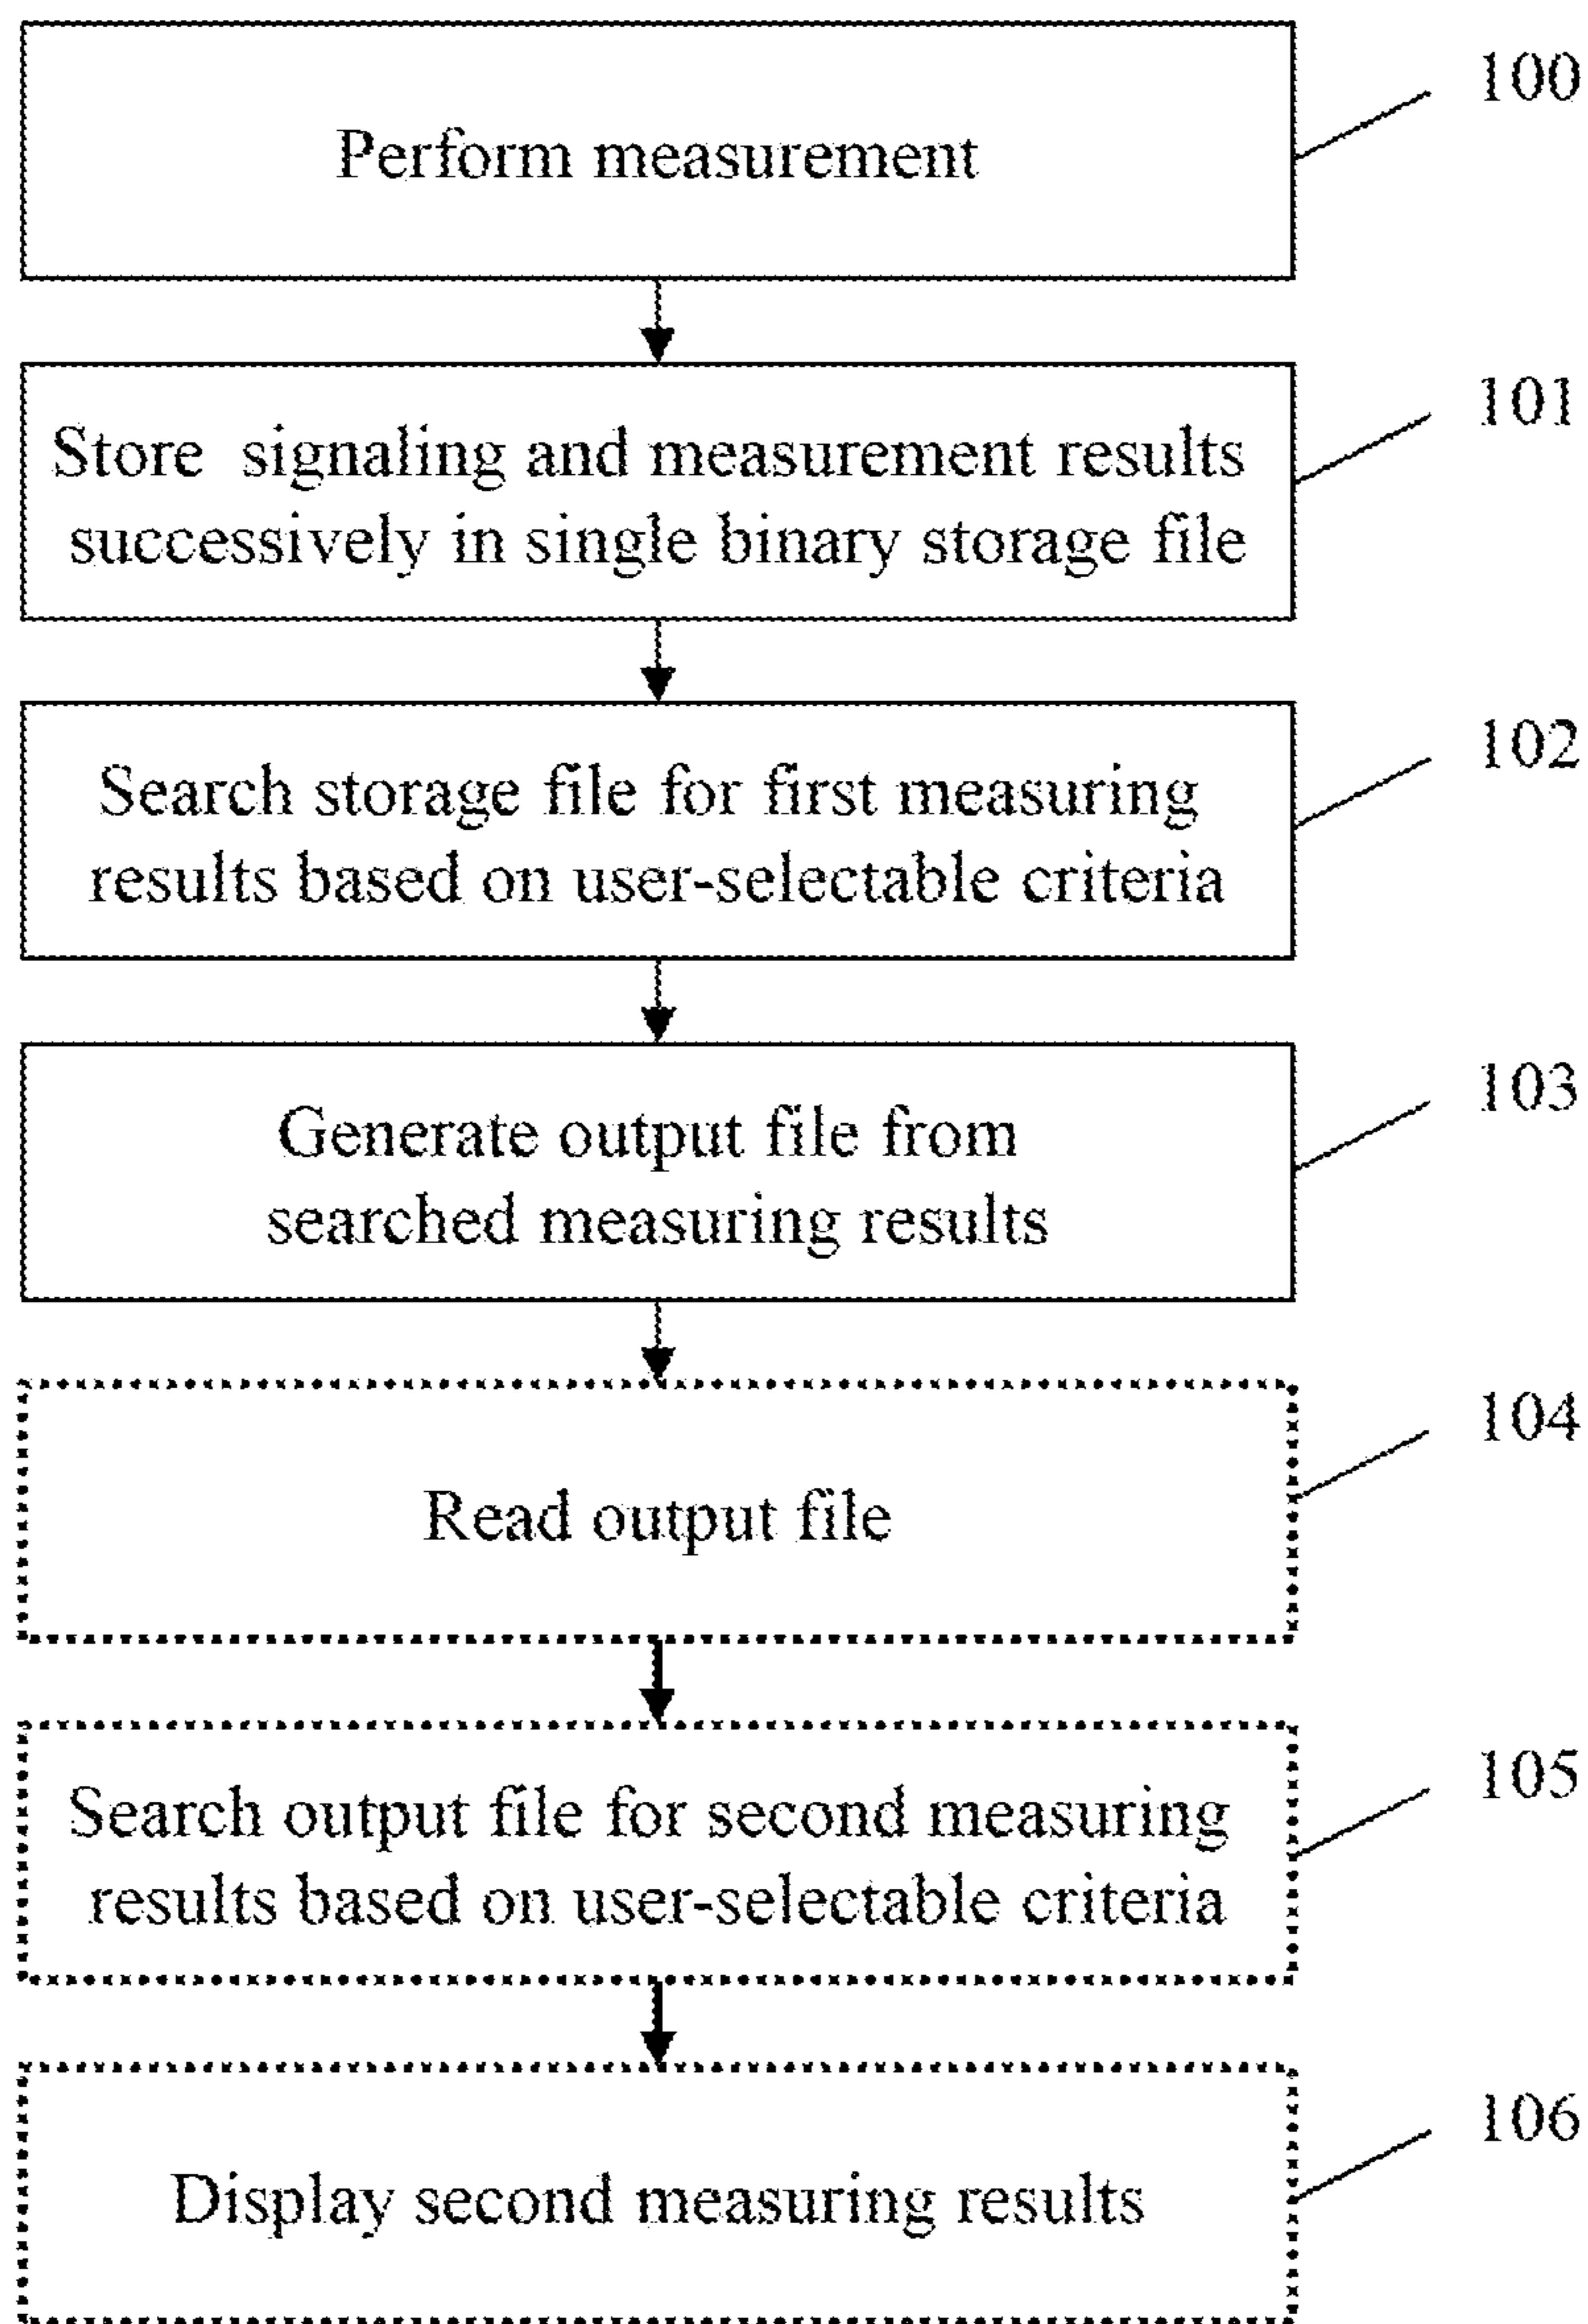 Perform measurement
100
Store signaling and measurement results
successively in single binary storage file
101
Search storage file for first measuring
results based on user-selectable criteria
102
Generate output file from
searched measuring results
103
Read output file
104
Search output file for second measuring
results based on user-selectable criteria
105
Display second measuring results
106